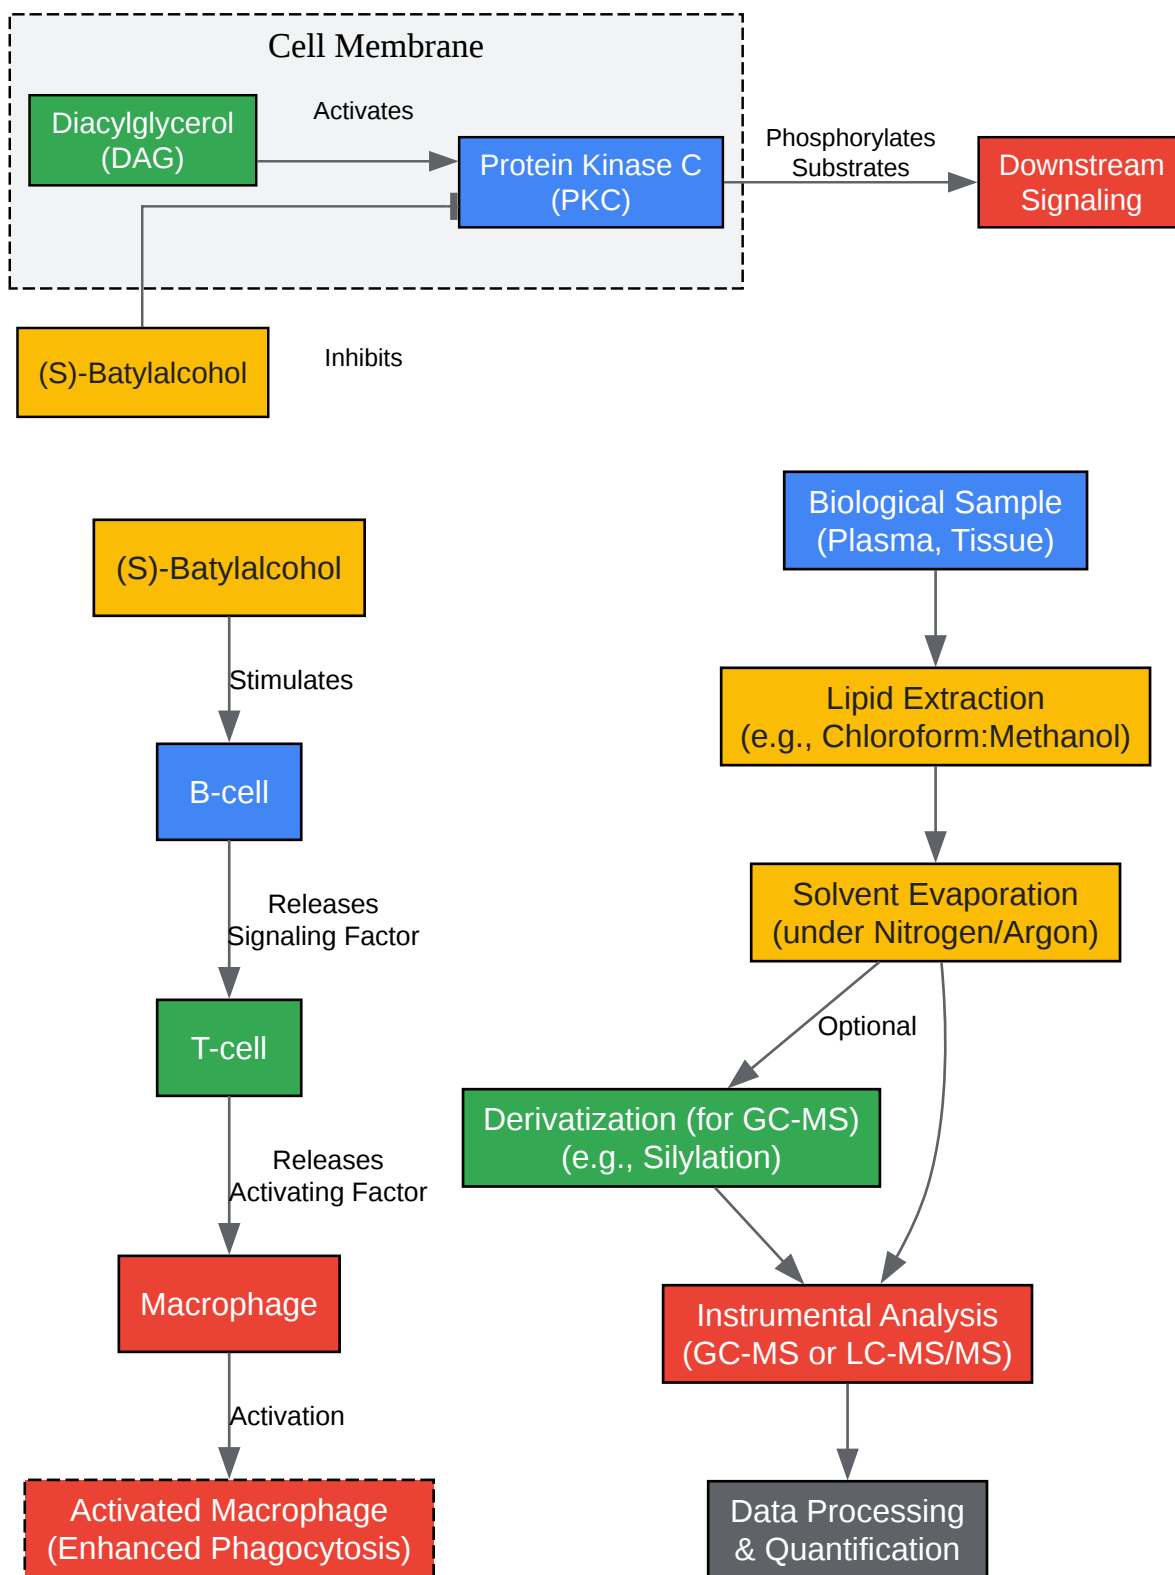 Cell Membrane
Diacylglycerol
(DAG)
Activates
Protein Kinase C
(PKC)
Phosphorylates
Substrates
Downstream
Signaling
(S)-Batylalcohol
Inhibits
(S)-Batylalcohol
Stimulates
B-cell
Releases
Signaling Factor
T-cell
Releases
Activating Factor
Macrophage
Activation
Activated Macrophage
(Enhanced Phagocytosis)
Biological Sample
(Plasma, Tissue)
Lipid Extraction
(e.g., Chloroform:Methanol)
Solvent Evaporation
(under Nitrogen/Argon)
Optional
Derivatization (for GC-MS)
(e.g., Silylation)
Instrumental Analysis
(GC-MS or LC-MS/MS)
Data Processing
& Quantification